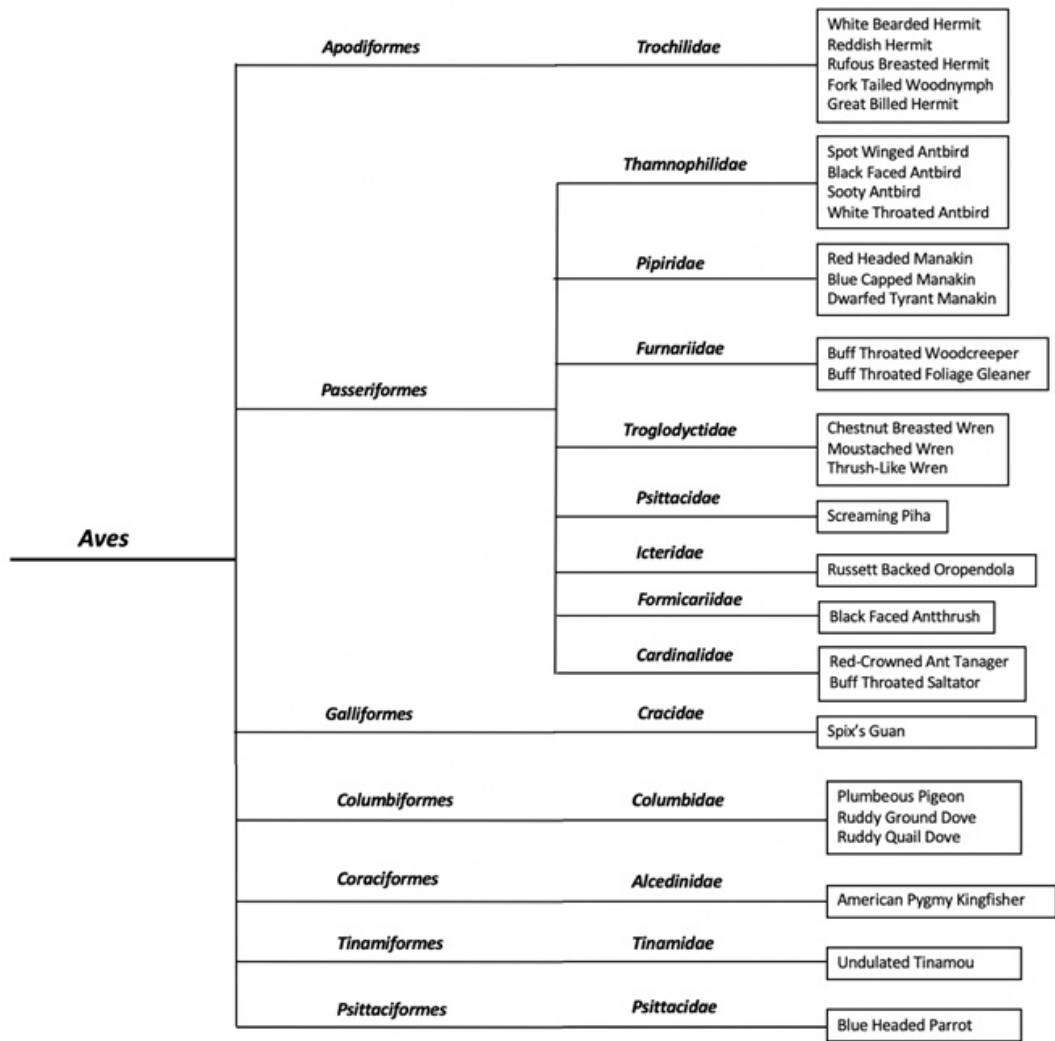 Aves
Apodiformes
Trochilidae
White Bearded Hermit
Reddish Hermit
Rufous Breasted Hermit
Fork Tailed Woodnymph
Great Billed Hermit
Passeriformes
Thamnophilidae
Spot Winged Antbird
Black Faced Antbird
Sooty Antbird
White Throated Antbird
Pipiridae
Red Headed Manakin
Blue Capped Manakin
Dwarfed Tyrant Manakin
Furnariidae
Buff Throated Woodcreeper
Buff Throated Foliage Gleaner
Troglodyctidae
Chestnut Breasted Wren
Moustached Wren
Thrush-Like Wren
Psittacidae
Screaming Piha
Icteridae
Russett Backed Oropendola
Formicariidae
Black Faced Antthrush
Cardinalidae
Red-Crowned Ant Tanager
Buff Throated Saltator
Galliformes
Cracidae
Spix's Guan
Columbiformes
Columbidae
Plumbeous Pigeon
Ruddy Ground Dove
Ruddy Quail Dove
Coraciformes
Alcedinidae
American Pygmy Kingfisher
Tinamiformes
Tinamidae
Undulated Tinamou
Psittaciformes
Psittacidae
Blue Headed Parrot